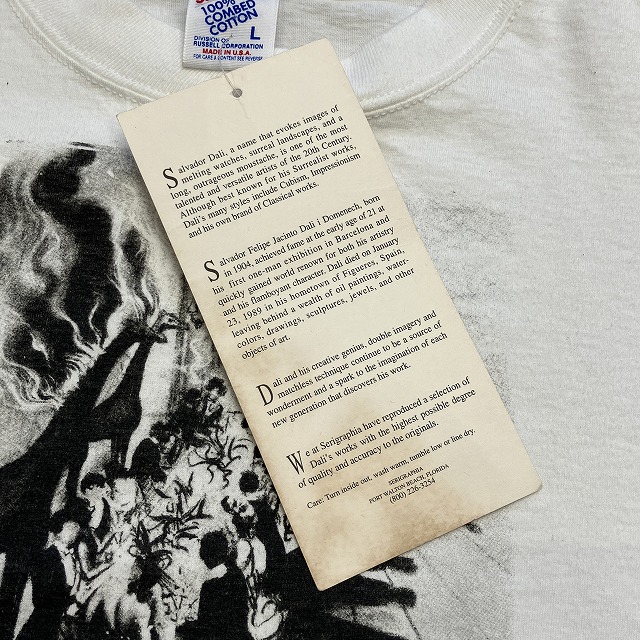 100%
COMBED
COTTON
L
DIVISION OF
RUSSELL CORPORATION
MADE IN U.S.A.
FOR CARE & CONTENT SEE REVERSE
Salvador Dali, a name that evokes images of
melting watches, surreal landscapes, and a
long, outrageous moustache, is one of the most
talented and versatile artists of the 20th Century.
Although best known for his Surrealist works,
Dali's many styles include Cubism, Impressionism
and his own brand of Classical works.
Salvador Felipe Jacinto Dali i Domenech, born
in 1904, achieved fame at the early age of 21 at
his first one-man exhibition in Barcelona and
quickly gained world renown for both his artistry
and his flamboyant character. Dali died on January
23, 1989 in his hometown of Figueres, Spain,
leaving behind a wealth of oil paintings, water-
colors, drawings, sculptures, jewels, and other
objects of art.
Dali and his creative genius, double imagery and
matchless technique continue to be a source of
wonderment and a spark to the imagination of each
new generation that discovers his work.
We at Serigraphia have reproduced a selection of
Dali's works with the highest possible degree
of quality and accuracy to the originals.
Care: Turn inside out, wash warm, tumble low or line dry.
SERIGRAPHIA
FORT WALTON BEACH, FLORIDA
(800) 226-3254